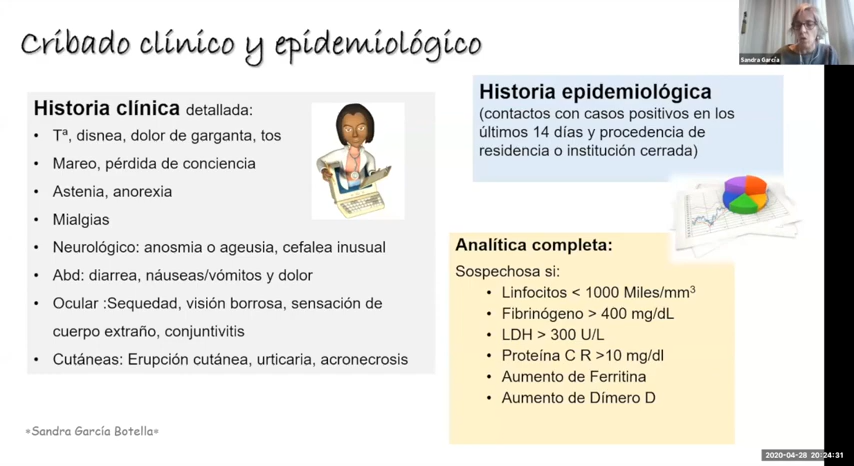 Cribado clínico y epidemiológico
Sandra García
Historia clínica detallada:
• Tª, disnea, dolor de garganta, tos
• Mareo, pérdida de conciencia
• Astenia, anorexia
• Mialgias
• Neurológico: anosmia o ageusia, cefalea inusual
• Abd: diarrea, náuseas/vómitos y dolor
• Ocular :Sequedad, visión borrosa, sensación de
cuerpo extraño, conjuntivitis
• Cutáneas: Erupción cutánea, urticaria, acronecrosis
Historia epidemiológica
(contactos con casos positivos en los
últimos 14 días y procedencia de
residencia o institución cerrada)
Analítica completa:
Sospechosa si:
• Linfocitos < 1000 Miles/mm³
• Fibrinógeno > 400 mg/dL
• LDH > 300 U/L
• Proteína C R >10 mg/dl
• Aumento de Ferritina
• Aumento de Dímero D
*Sandra García Botella*
2020-04-28 20:24:31